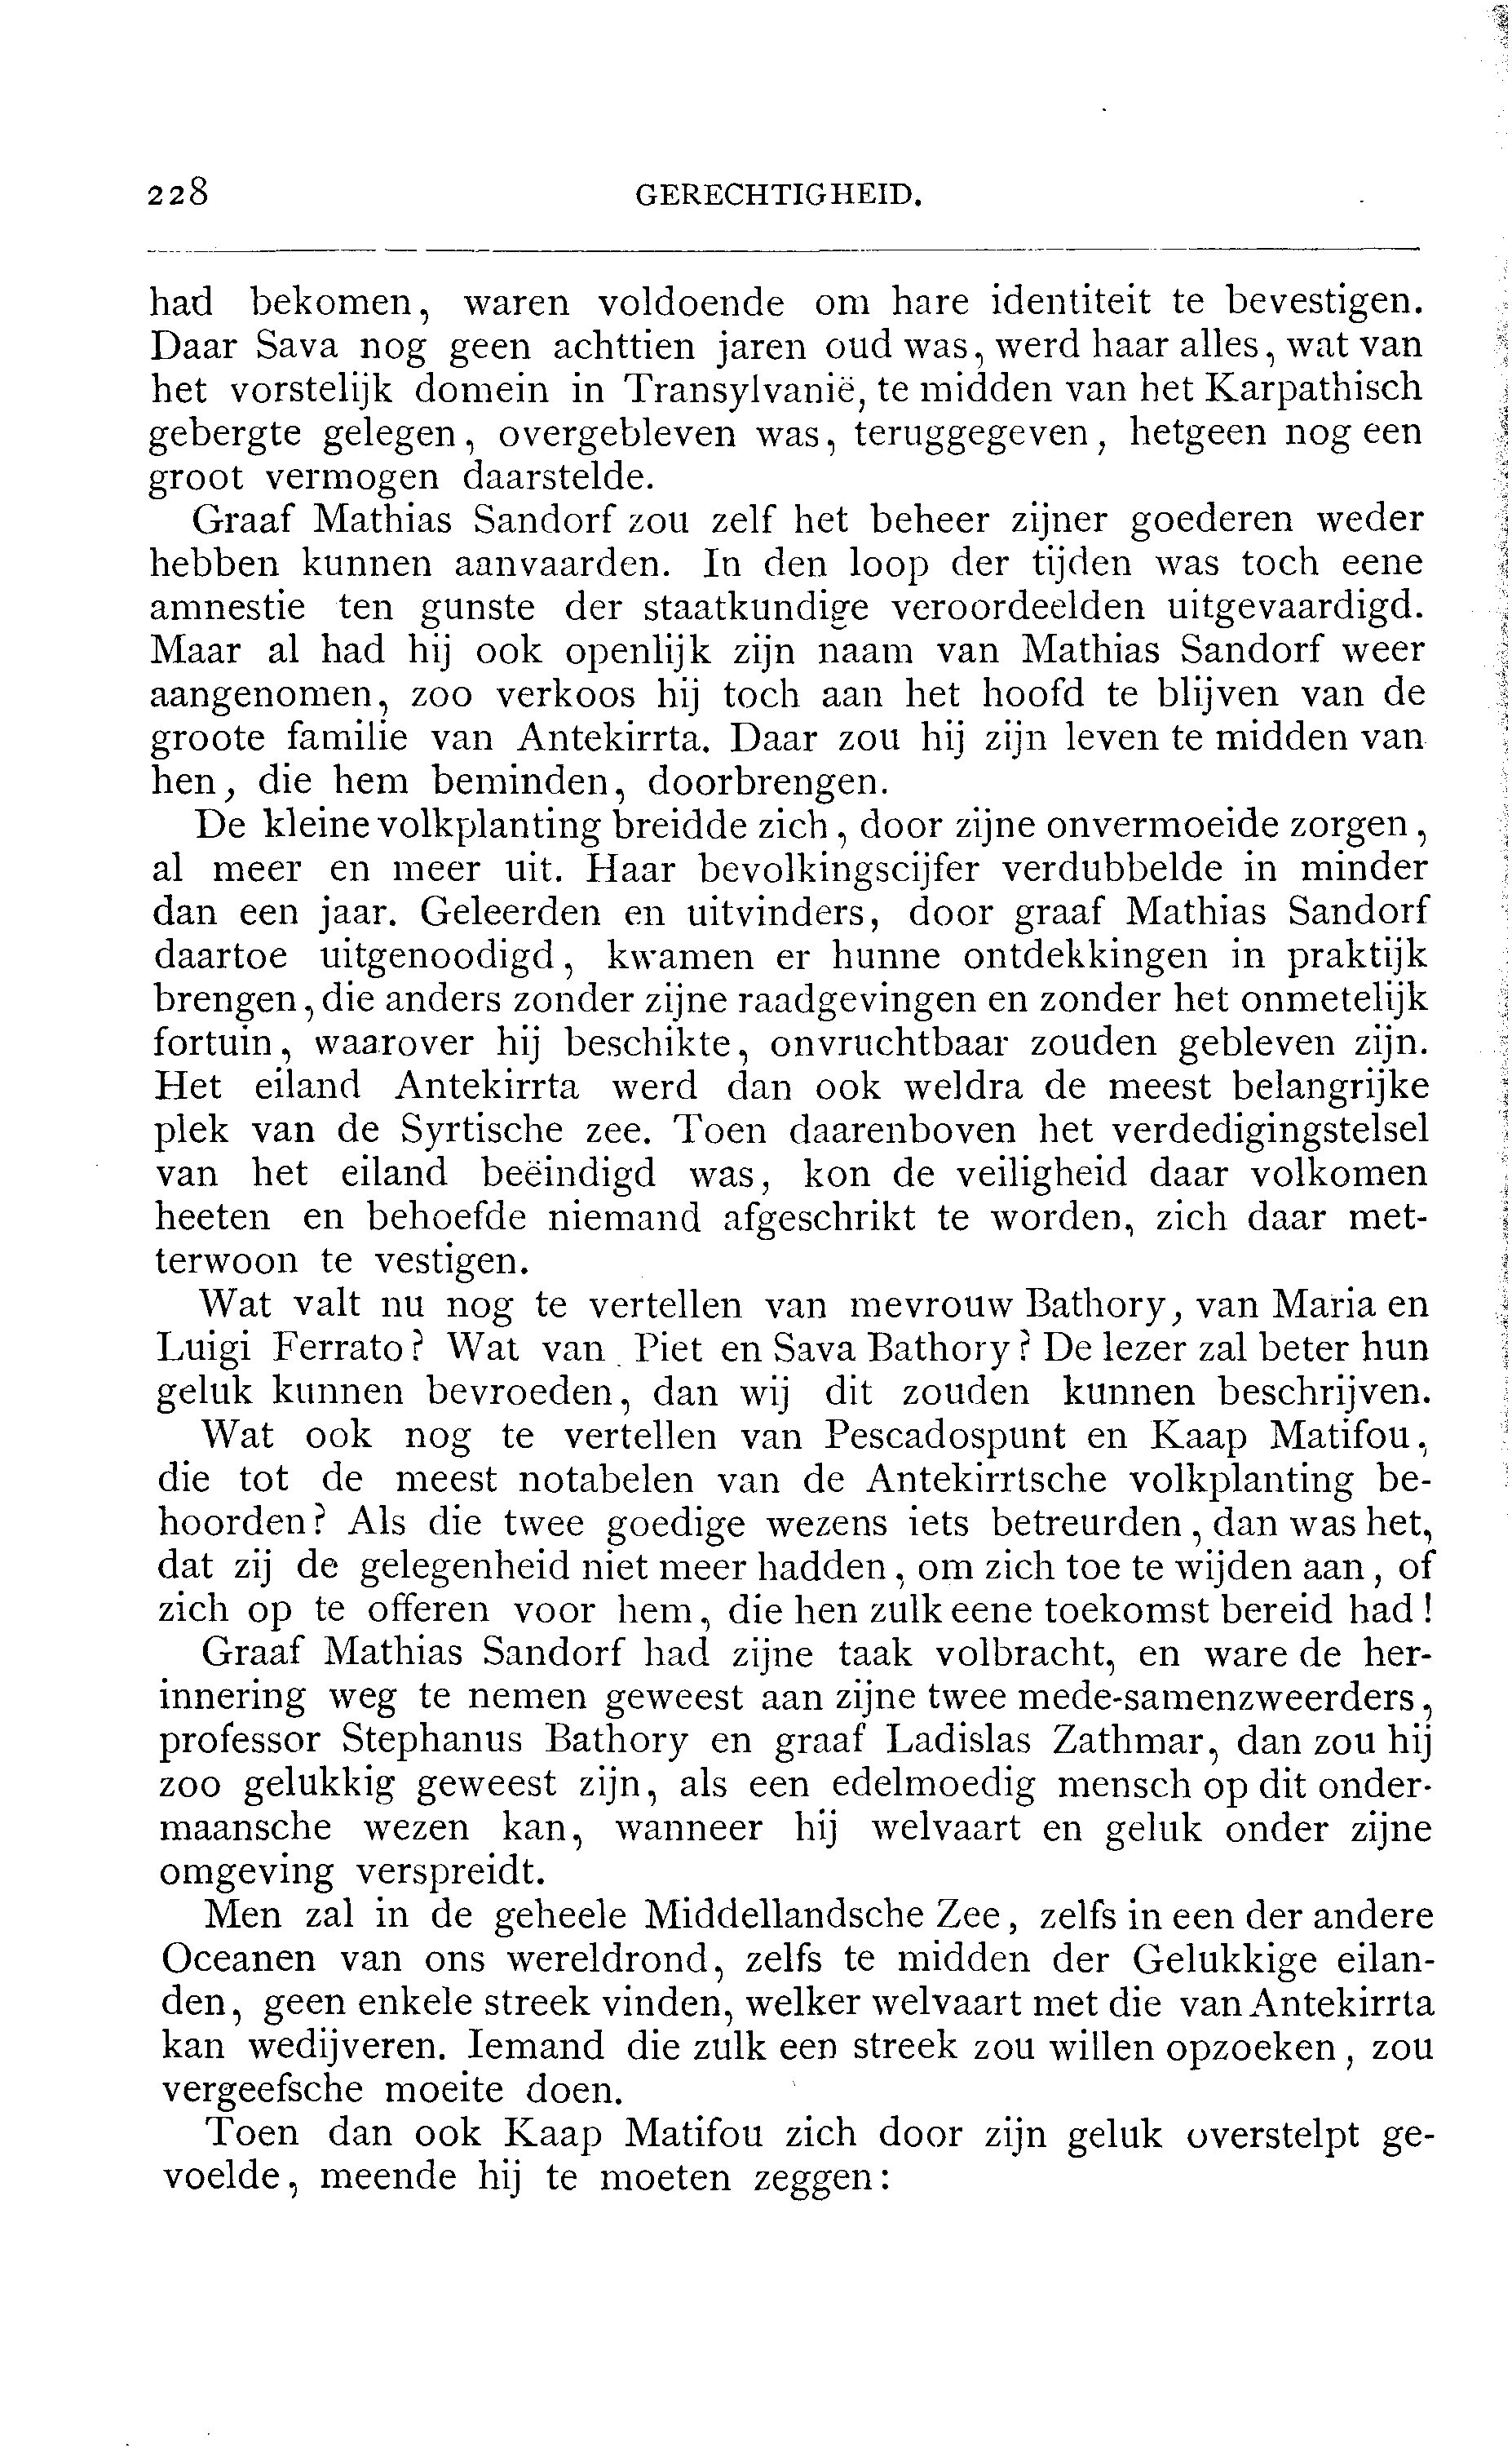 228 GERECHTIGHEID.
had bekomen, waren voldoende om hare identiteit te bevestigen.
Daar Sava nog geen achttien jaren oud was, werd haar alles, wat van
het vorstelijk domein in Transylvanië, te midden van het Karpathisch
gebergte gelegen, overgebleven was, teruggegeven, hetgeen nog een
groot vermogen daarstelde.
Graaf Mathias Sandorf zou zelf het beheer zijner goederen weder
hebben kunnen aanvaarden. In den loop der tijden was toch eene
amnestie ten gunste der staatkundige veroordeelden uitgevaardigd.
Maar al had hij ook openlijk zijn naam van Mathias Sandorf weer
aangenomen, zoo verkoos hij toch aan het hoofd te blijven van de
groote familie van Antekirrta. Daar zou hij zijn leven te midden van
hen, die hem beminden, doorbrengen.
De kleine volkplanting breidde zich, door zijne onvermoeide zorgen,
al meer en meer uit. Haar bevolkingscijfer verdubbelde in minder
dan een jaar. Geleerden en uitvinders, door graaf Mathias Sandorf
daartoe uitgenoodigd, kwamen er hunne ontdekkingen in praktijk
brengen, die anders zonder zijne raadgevingen en zonder het onmetelijk
fortuin, waarover hij beschikte, onvruchtbaar zouden gebleven zijn.
Het eiland Antekirrta werd dan ook weldra de meest belangrijke
plek van de Syrtische zee. Toen daarenboven het verdedigingstelsel
van het eiland beëindigd was, kon de veiligheid daar volkomen
heeten en behoefde niemand afgeschrikt te worden, zich daar met-
terwoon te vestigen.
Wat valt nu nog te vertellen van mevrouw Bathory, van Maria en
Luigi Ferrato? Wat van Piet en Sava Bathory? De lezer zal beter hun
geluk kunnen bevroeden, dan wij dit zouden kunnen beschrijven.
Wat ook nog te vertellen van Pescadospunt en Kaap Matifou,
die tot de meest notabelen van de Antekirrtsche volkplanting be-
hoorden? Als die twee goedige wezens iets betreurden, dan was het,
dat zij de gelegenheid niet meer hadden, om zich toe te wijden aan, of
zich op te offeren voor hem, die hen zulk eene toekomst bereid had!
Graaf Mathias Sandorf had zijne taak volbracht, en ware de her-
innering weg te nemen geweest aan zijne twee mede-samenzweerders,
professor Stephanus Bathory en graaf Ladislas Zathmar, dan zou hij
zoo gelukkig geweest zijn, als een edelmoedig mensch op dit onder-
maansche wezen kan, wanneer hij welvaart en geluk onder zijne
omgeving verspreidt.
Men zal in de geheele Middellandsche Zee, zelfs in een der andere
Oceanen van ons wereldrond, zelfs te midden der Gelukkige eilan-
den, geen enkele streek vinden, welker welvaart met die van Antekirrta
kan wedijveren. Iemand die zulk een streek zou willen opzoeken, zou
vergeefsche moeite doen.
Toen dan ook Kaap Matifou zich door zijn geluk overstelpt ge-
voelde, meende hij te moeten zeggen: